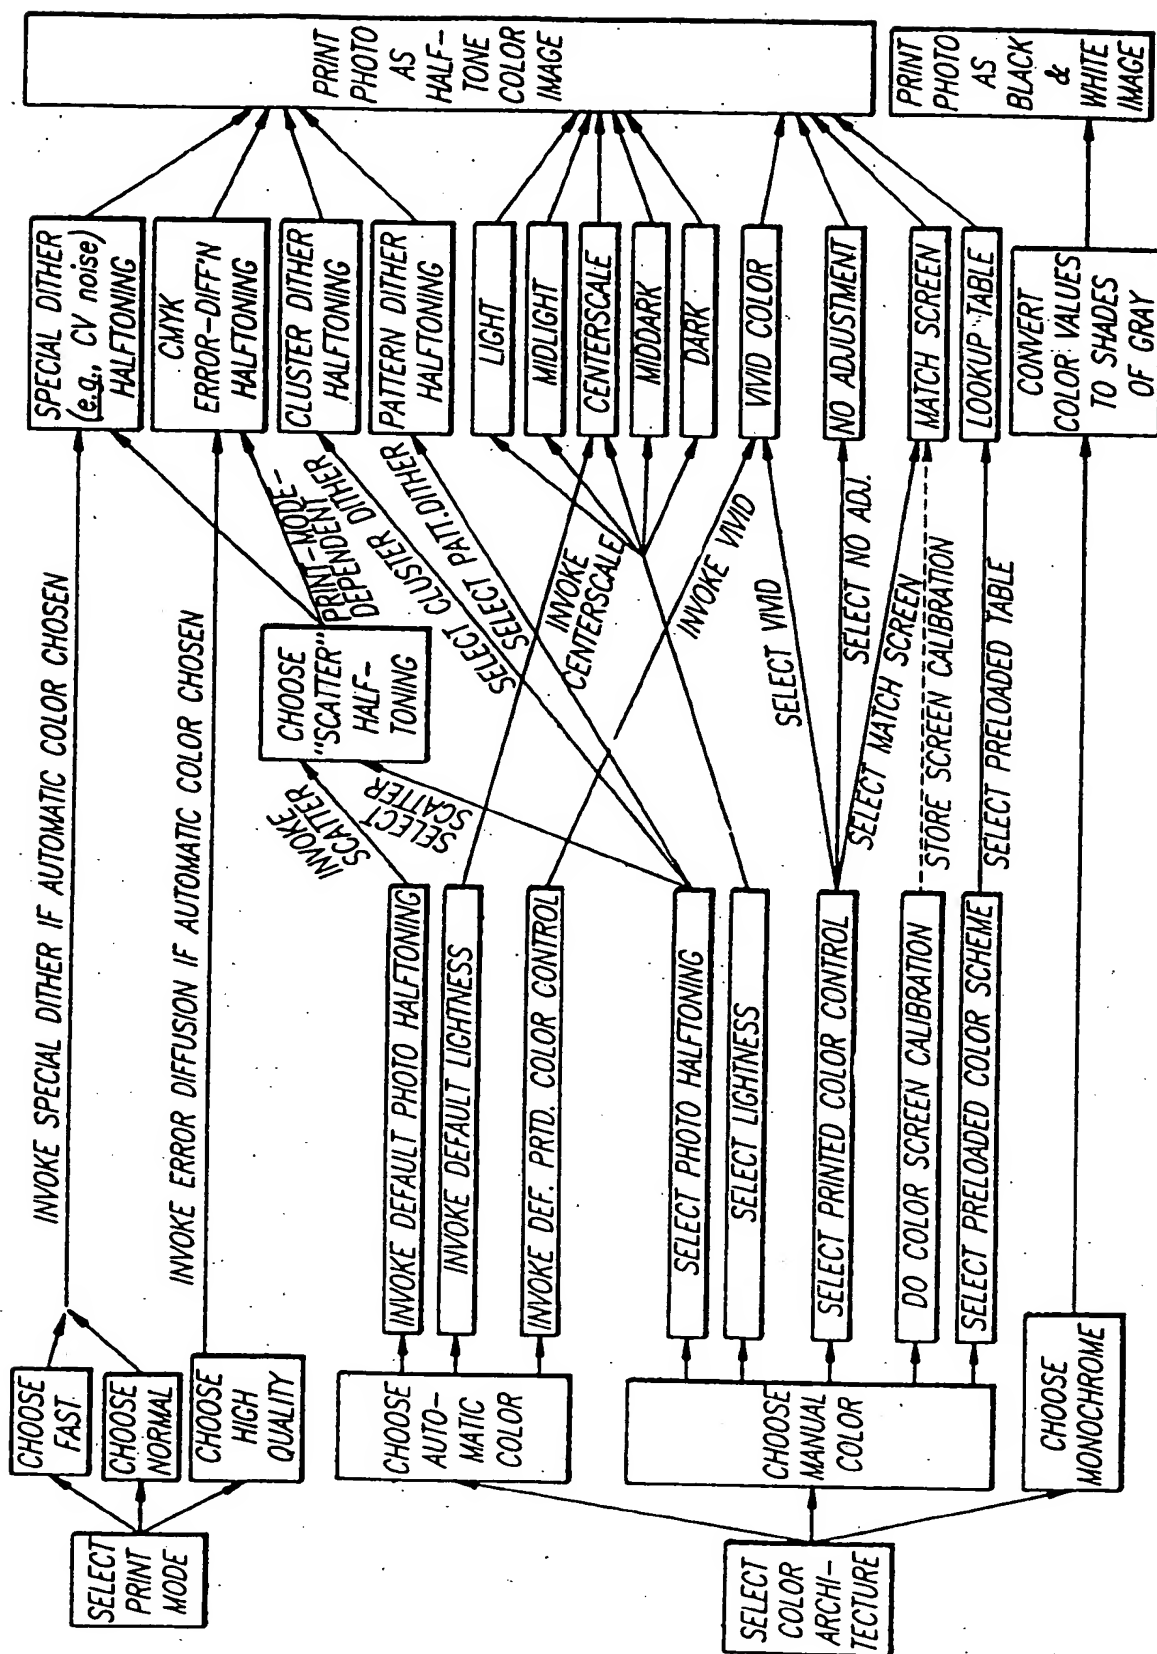 SELECT
PRINT
MODE
CHOOSE
FAST
CHOOSE
NORMAL
CHOOSE
HIGH
QUALITY
INVOKE SPECIAL DITHER IF AUTOMATIC COLOR CHOSEN
INVOKE ERROR DIFFUSION IF AUTOMATIC COLOR CHOSEN
SPECIAL DITHER
(e.g., CV noise)
HALFTONING
CMYK
ERROR-DIFF'N
HALFTONING
CLUSTER DITHER
HALFTONING
PATTERN DITHER
HALFTONING
PRINT
PHOTO
AS
HALF-
TONE
COLOR
IMAGE
SELECT
COLOR
ARCHI-
TECTURE
CHOOSE
AUTO-
MATIC
COLOR
INVOKE DEFAULT PHOTO HALFTONING
INVOKE DEFAULT LIGHTNESS
INVOKE DEF. PRTD. COLOR CONTROL
INVOKE
SCATTER
SELECT
SCATTER
CHOOSE
"SCATTER"
HALF-
TONING
PRINT-MODE-
DEPENDENT
SELECT CLUSTER DITHER
SELECT PATT. DITHER
INVOKE
CENTERSCALE
INVOKE VIVID
LIGHT
MIDLIGHT
CENTERSCALE
MIDDARK
DARK
CHOOSE
MANUAL
COLOR
SELECT PHOTO HALFTONING
SELECT LIGHTNESS
SELECT PRINTED COLOR CONTROL
DO COLOR SCREEN CALIBRATION
SELECT PRELOADED COLOR SCHEME
SELECT VIVID
SELECT NO ADJ.
SELECT MATCH SCREEN
STORE SCREEN CALIBRATION
SELECT PRELOADED TABLE
VIVID COLOR
NO ADJUSTMENT
MATCH SCREEN
LOOKUP TABLE
CHOOSE
MONOCHROME
CONVERT
COLOR VALUES
TO SHADES
OF GRAY
PRINT
PHOTO
AS
BLACK
&
WHITE
IMAGE